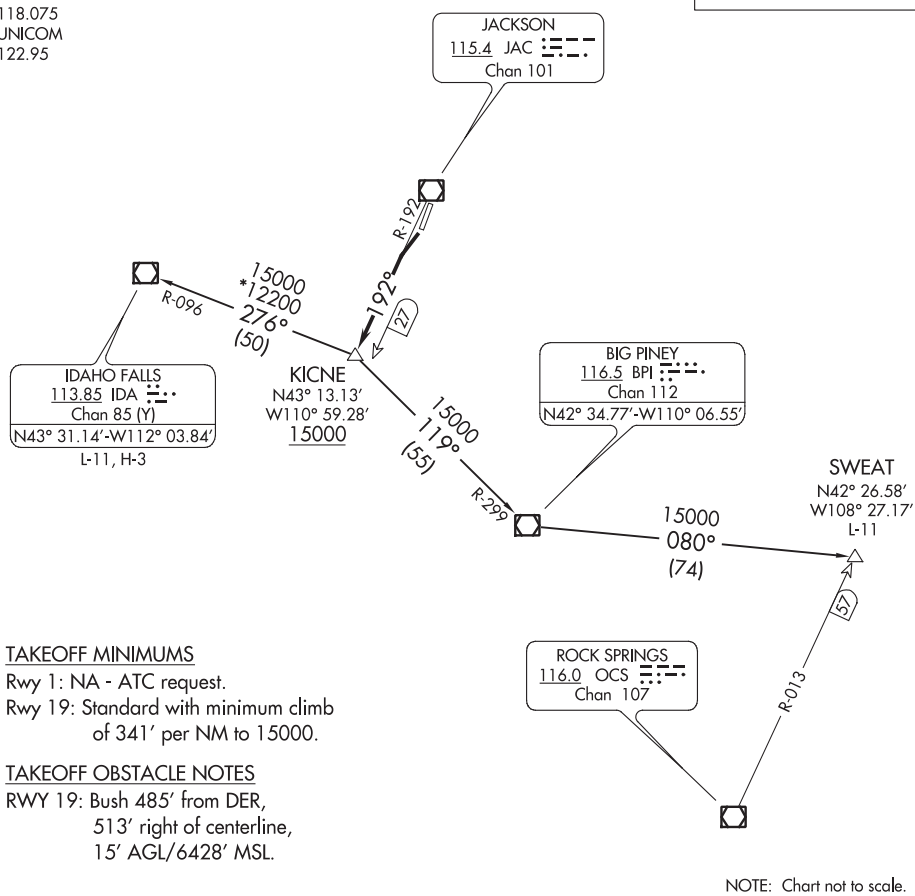 118.075
UNICOM
122.95
JACKSON
115.4 JAC
Chan 101
R-192
192°
27
15000
*12200
276°
(50)
R-096
IDAHO FALLS
113.85 IDA
Chan 85 (Y)
N43° 31.14'-W112° 03.84'
L-11, H-3
KICNE
N43° 13.13'
W110° 59.28'
15000
15000
119°
(55)
R-299
BIG PINEY
116.5 BPI
Chan 112
N42° 34.77'-W110° 06.55'
15000
080°
(74)
SWEAT
N42° 26.58'
W108° 27.17'
L-11
57
R-013
ROCK SPRINGS
116.0 OCS
Chan 107
TAKEOFF MINIMUMS
Rwy 1: NA - ATC request.
Rwy 19: Standard with minimum climb
of 341' per NM to 15000.
TAKEOFF OBSTACLE NOTES
RWY 19: Bush 485' from DER,
513' right of centerline,
15' AGL/6428' MSL.
NOTE: Chart not to scale.